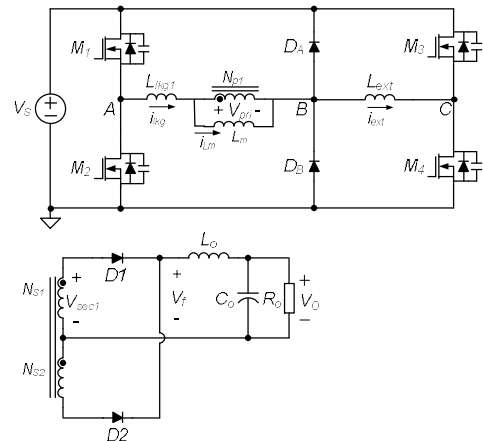 M1
DA
M3
Llkg1
Np1
Lext
VS
A
+ Vpri -
B
C
ilkg
iLm
Lm
iext
M2
DB
M4
D1
LO
NS1
+
Vsec1
-
+
Vf
-
CO
RO
+
VO
-
NS2
D2